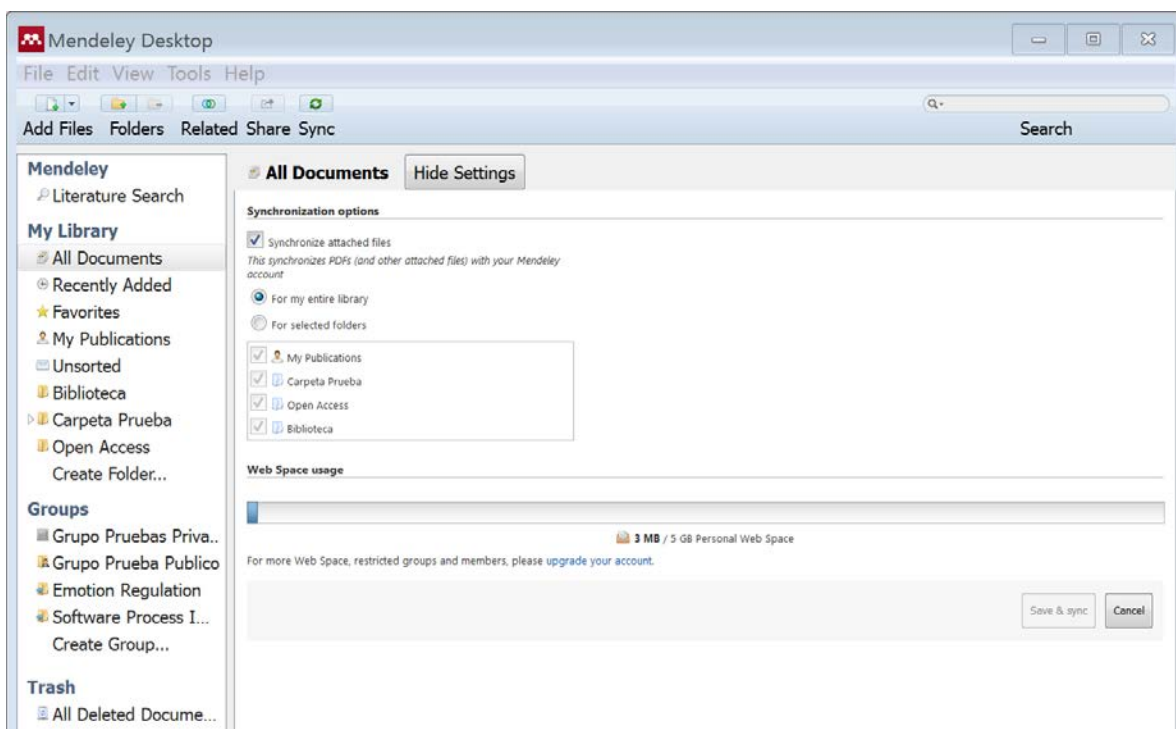 Mendeley Desktop
File Edit View Tools Help
Add Files Folders Related Share Sync
Search
Mendeley
Literature Search
My Library
All Documents
Recently Added
Favorites
My Publications
Unsorted
Biblioteca
Carpeta Prueba
Open Access
Create Folder...
Groups
Grupo Pruebas Priva..
Grupo Prueba Publico
Emotion Regulation
Software Process I...
Create Group...
Trash
All Deleted Docume...
All Documents
Hide Settings
Synchronization options
Synchronize attached files
This synchronizes PDFs (and other attached files) with your Mendeley
account
For my entire library
For selected folders
My Publications
Carpeta Prueba
Open Access
Biblioteca
Web Space usage
3 MB / 5 GB Personal Web Space
For more Web Space, restricted groups and members, please upgrade your account.
Save & sync
Cancel